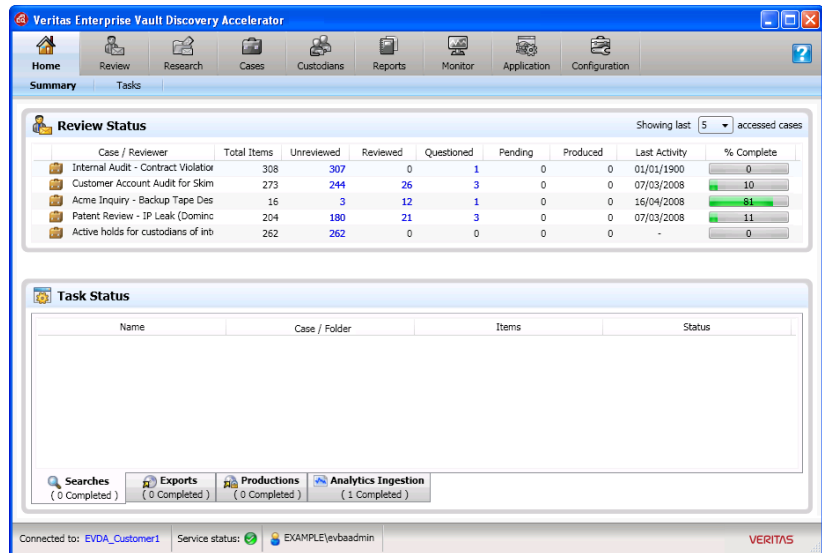 Veritas Enterprise Vault Discovery Accelerator
Home Review Research Cases Custodians Reports Monitor Application Configuration ?
Summary Tasks
Review Status Showing last 5 accessed cases
Case / Reviewer Total Items Unreviewed Reviewed Questioned Pending Produced Last Activity % Complete
Internal Audit - Contract Violation 308 307 0 1 0 0 01/01/1900 0
Customer Account Audit for Skim 273 244 26 3 0 0 07/03/2008 10
Acme Inquiry - Backup Tape Des 16 3 12 1 0 0 16/04/2008 81
Patent Review - IP Leak (Dominc 204 180 21 3 0 0 07/03/2008 11
Active holds for custodians of int 262 262 0 0 0 0 - 0
Task Status
Name Case / Folder Items Status
Searches Exports Productions Analytics Ingestion
( 0 Completed ) ( 0 Completed ) ( 0 Completed ) ( 1 Completed )
Connected to: EVDA_Customer1 Service status: EXAMPLE\evbaadmin VERITAS